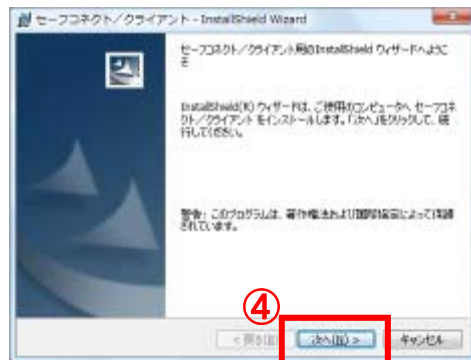 セーフコネクト／クライアント - InstallShield Wizard
セーフコネクト／クライアント用のInstallShield ウィザードへようこ
そ
InstallShield(R) ウィザードは、ご使用のコンピュータへ、セーフコネ
クト／クライアント をインストールします。「次へ」をクリックして、続
行してください。
警告: このプログラムは、著作権法および国際協定によって保護
されています。
④
< 戻る(B)
次へ(N) >
キャンセル